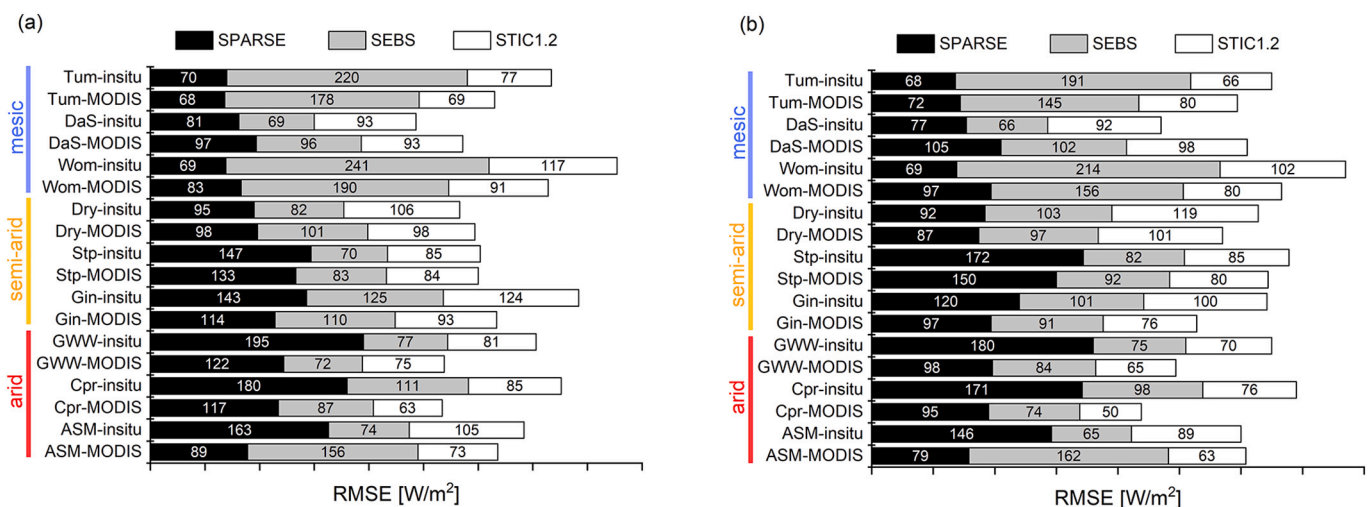 (a)
SPARSE SEBS STIC1.2
mesic
Tum-insitu 70 220 77
Tum-MODIS 68 178 69
DaS-insitu 81 69 93
DaS-MODIS 97 96 93
Wom-insitu 69 241 117
Wom-MODIS 83 190 91
semi-arid
Dry-insitu 95 82 106
Dry-MODIS 98 101 98
Stp-insitu 147 70 85
Stp-MODIS 133 83 84
Gin-insitu 143 125 124
Gin-MODIS 114 110 93
arid
GWW-insitu 195 77 81
GWW-MODIS 122 72 75
Cpr-insitu 180 111 85
Cpr-MODIS 117 87 63
ASM-insitu 163 74 105
ASM-MODIS 89 156 73
RMSE [W/m²]
(b)
SPARSE SEBS STIC1.2
mesic
Tum-insitu 68 191 66
Tum-MODIS 72 145 80
DaS-insitu 77 66 92
DaS-MODIS 105 102 98
Wom-insitu 69 214 102
Wom-MODIS 97 156 80
semi-arid
Dry-insitu 92 103 119
Dry-MODIS 87 97 101
Stp-insitu 172 82 85
Stp-MODIS 150 92 80
Gin-insitu 120 101 100
Gin-MODIS 97 91 76
arid
GWW-insitu 180 75 70
GWW-MODIS 98 84 65
Cpr-insitu 171 98 76
Cpr-MODIS 95 74 50
ASM-insitu 146 65 89
ASM-MODIS 79 162 63
RMSE [W/m²]